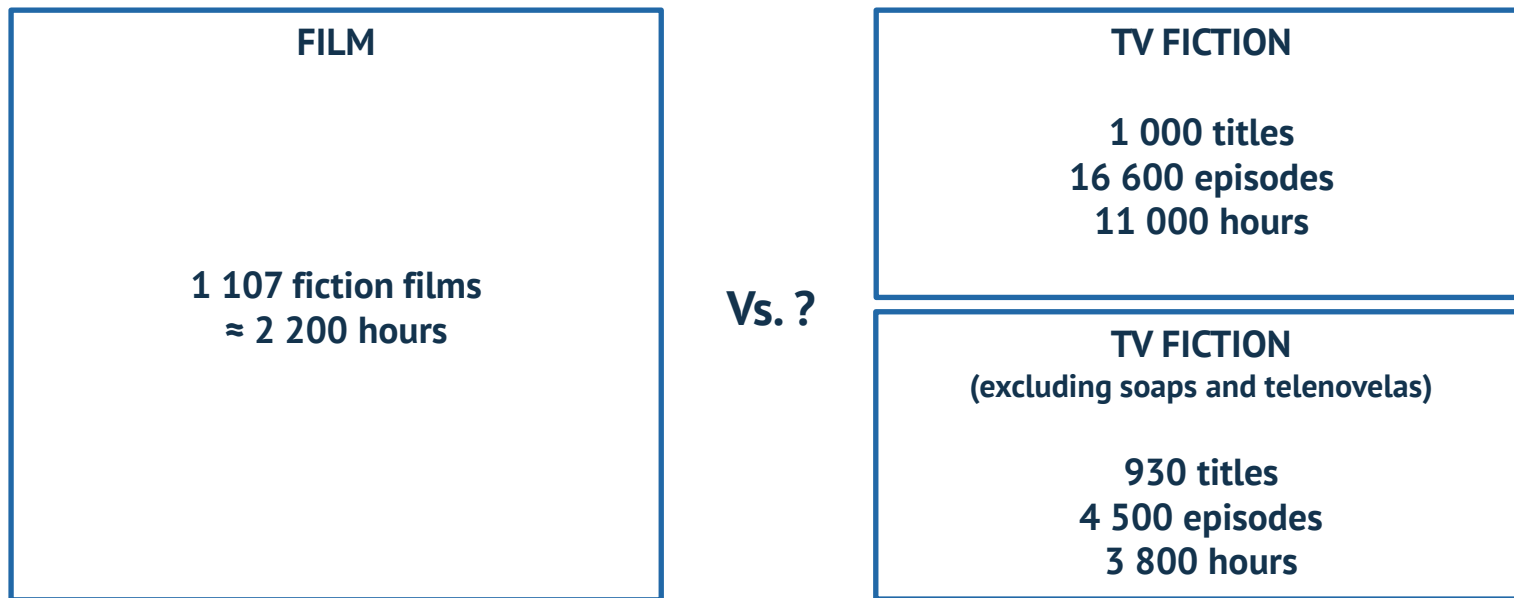 FILM
1 107 fiction films
≈ 2 200 hours
Vs. ?
TV FICTION
1 000 titles
16 600 episodes
11 000 hours
TV FICTION
(excluding soaps and telenovelas)
930 titles
4 500 episodes
3 800 hours